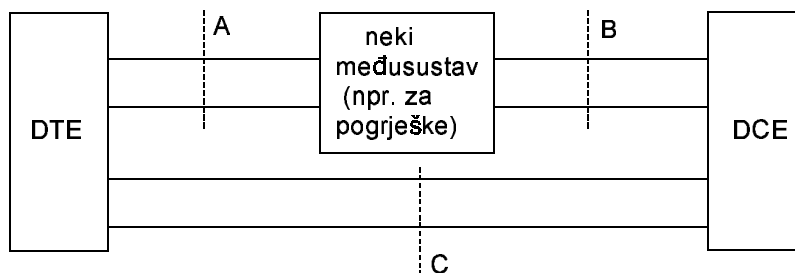 A
neki
međusustav
(npr. za
pogrješke)
B
DTE
DCE
C